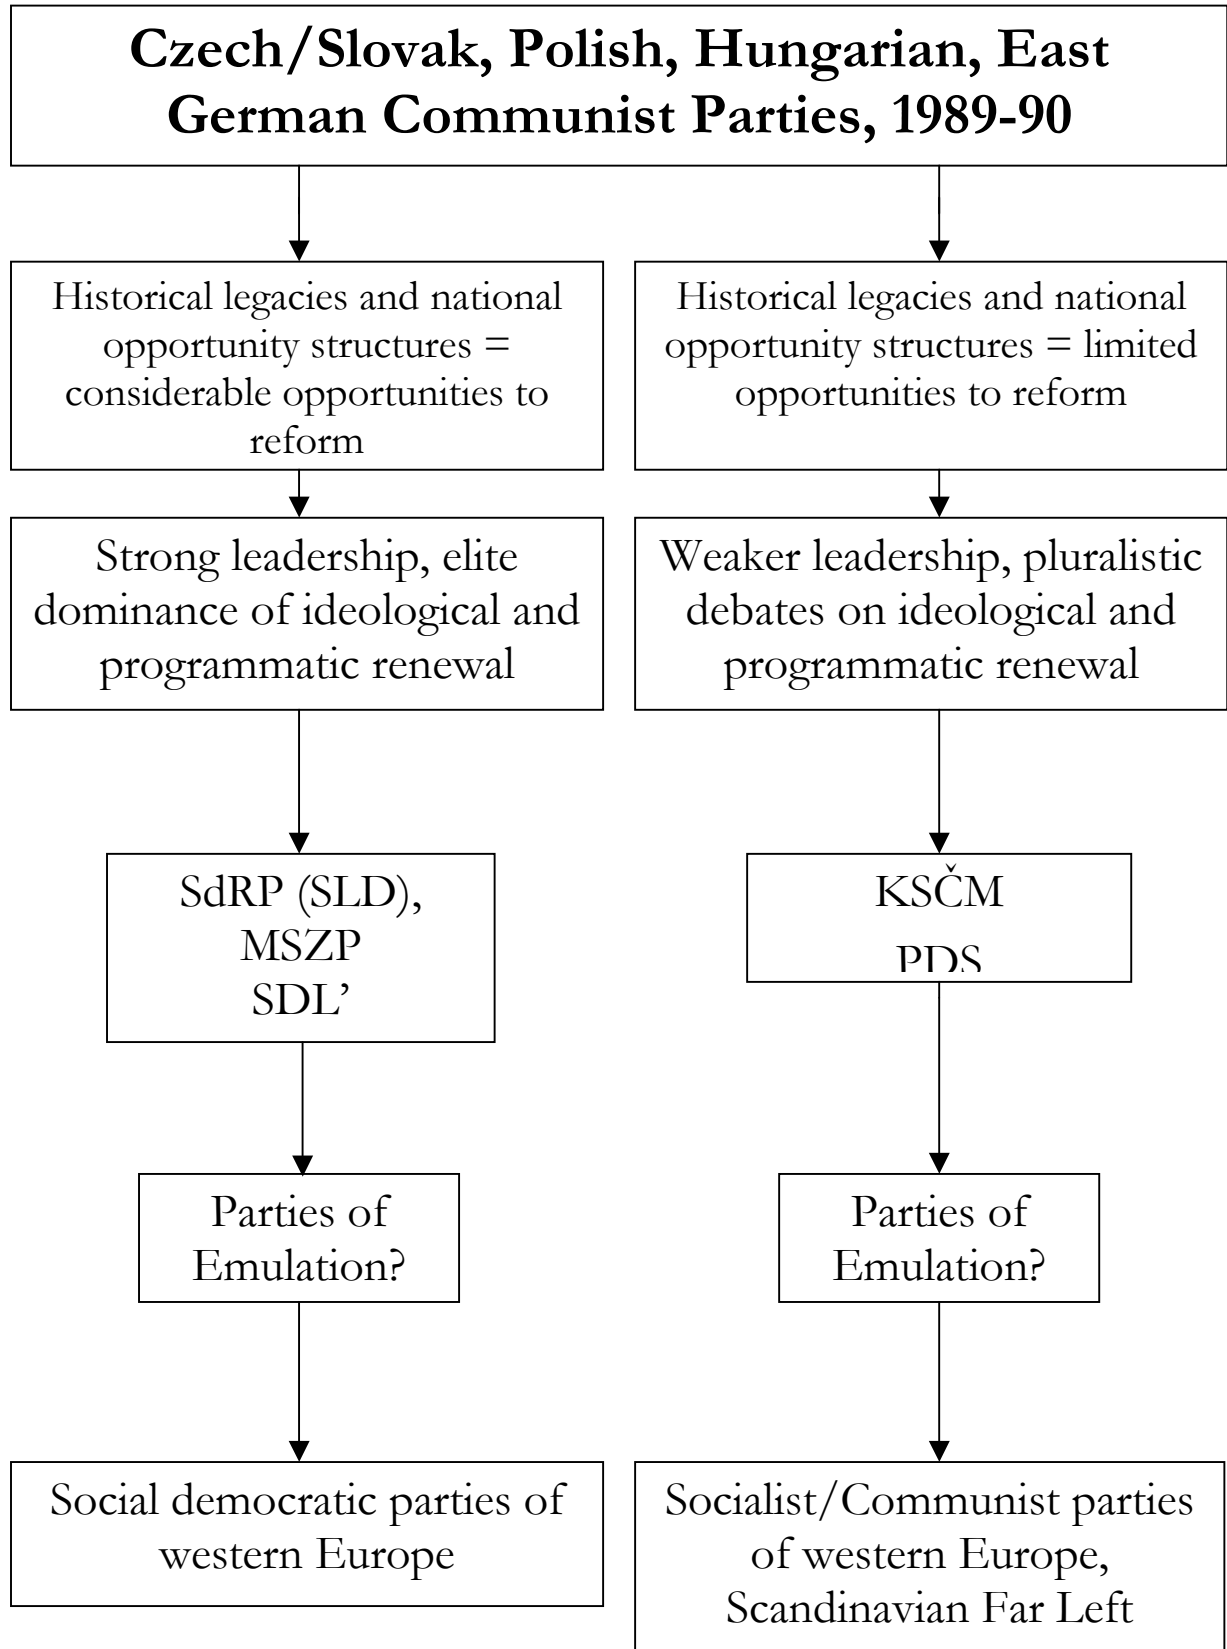 Czech/Slovak, Polish, Hungarian, East
German Communist Parties, 1989-90
Historical legacies and national
opportunity structures =
considerable opportunities to
reform
Historical legacies and national
opportunity structures = limited
opportunities to reform
Strong leadership, elite
dominance of ideological and
programmatic renewal
Weaker leadership, pluralistic
debates on ideological and
programmatic renewal
SdRP (SLD),
MSZP
SDL’
KSČM
PDS
Parties of
Emulation?
Parties of
Emulation?
Social democratic parties of
western Europe
Socialist/Communist parties
of western Europe,
Scandinavian Far Left